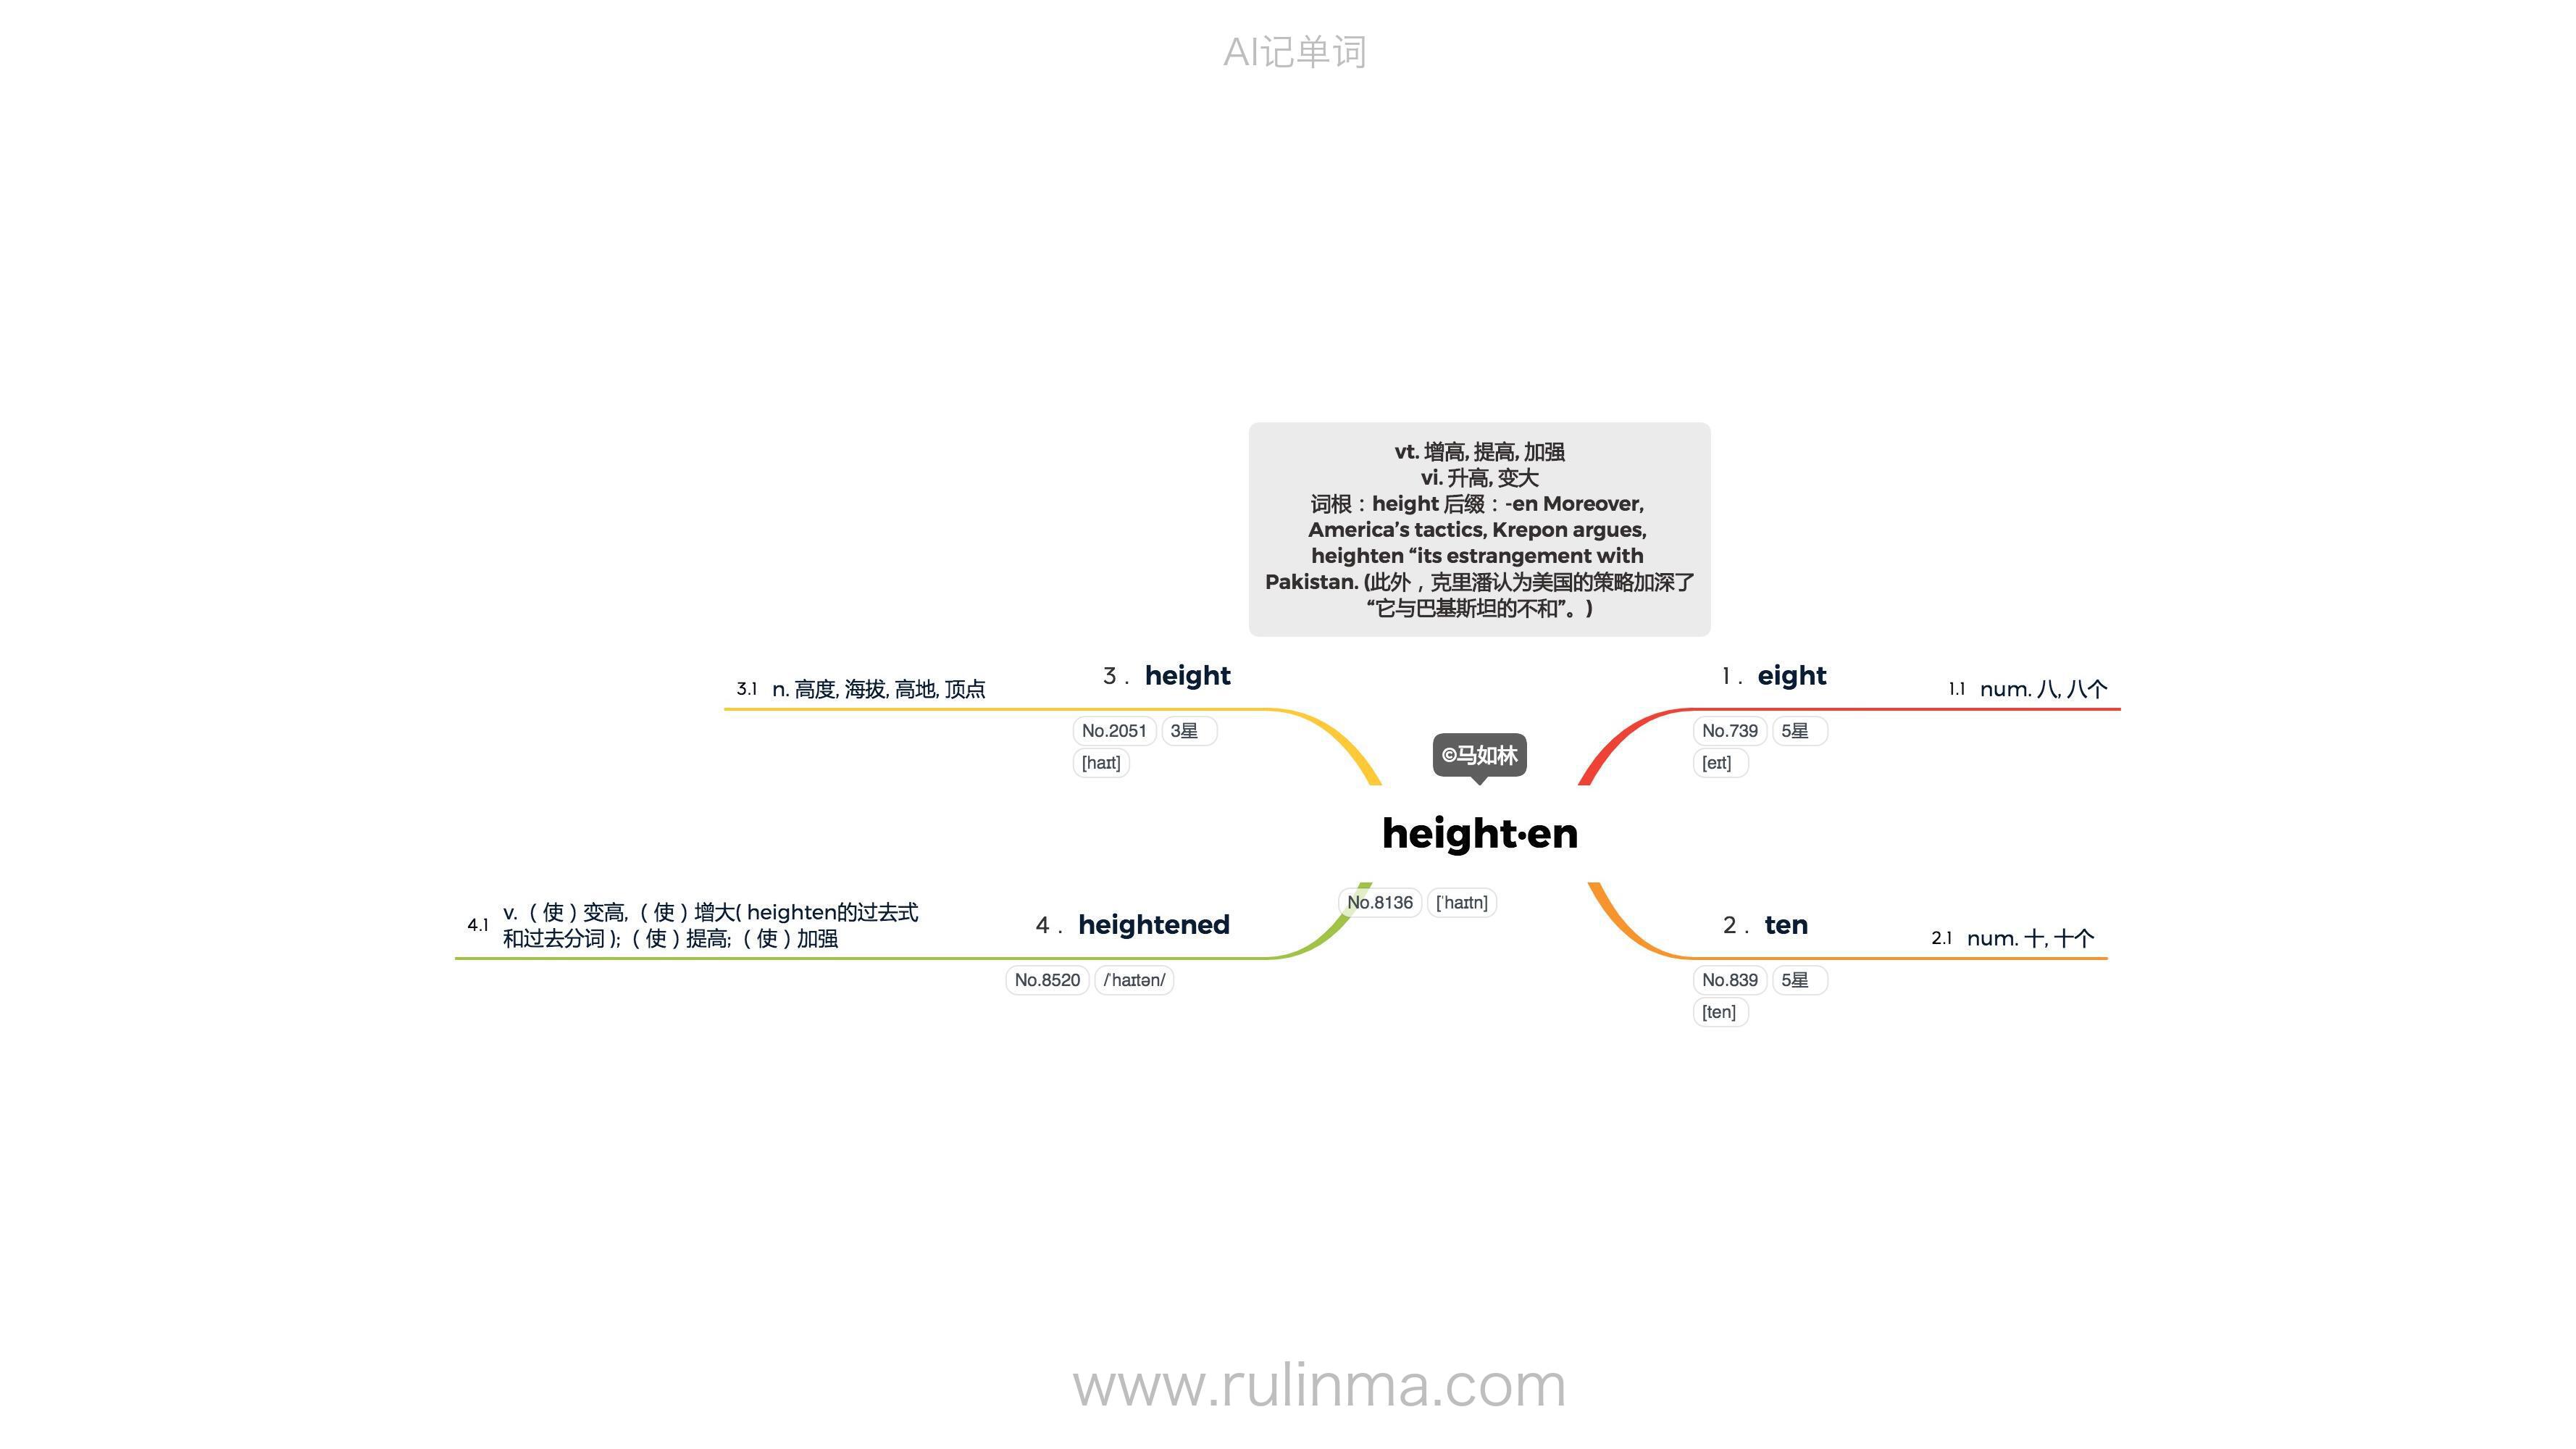 AI记单词
vt. 增高, 提高, 加强
vi. 升高, 变大
词根：height 后缀：-en Moreover,
America’s tactics, Krepon argues,
heighten “its estrangement with
Pakistan. (此外，克里潘认为美国的策略加深了
“它与巴基斯坦的不和”。)
3 . height
3.1 n. 高度, 海拔, 高地, 顶点
No.2051 3星
[haɪt]
1 . eight
1.1 num. 八, 八个
No.739 5星
[eɪt]
©马如林
height·en
No.8136 [ˈhaɪtn]
4 . heightened
4.1 v.（使）变高,（使）增大( heighten的过去式
和过去分词 );（使）提高;（使）加强
No.8520 /ˈhaɪtən/
2 . ten
2.1 num. 十, 十个
No.839 5星
[ten]
www.rulinma.com